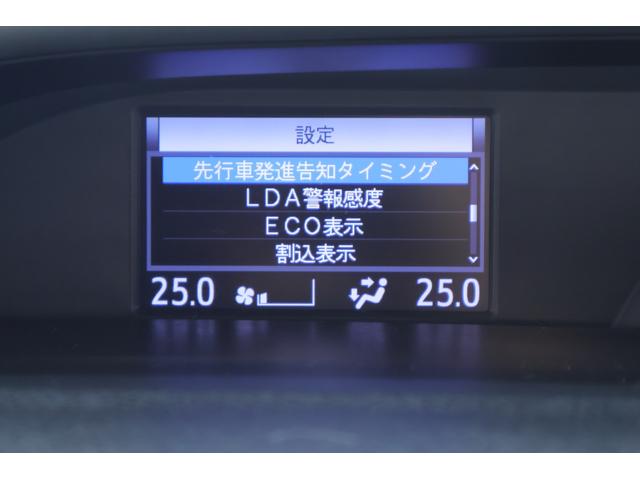 設定
先行車発進告知タイミング
LDA警報感度
ECO表示
割込表示
25.0 25.0